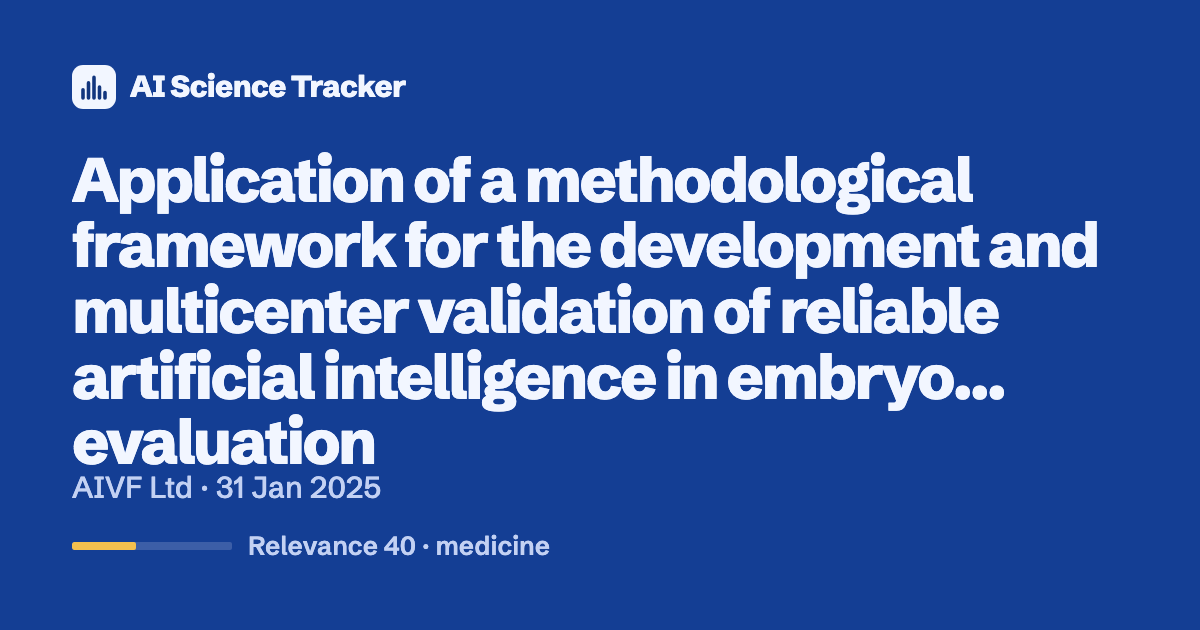 AI Science Tracker
Application of a methodological
framework for the development and
multicenter validation of reliable
artificial intelligence in embryo...
evaluation
AIVF Ltd · 31 Jan 2025
Relevance 40 · medicine